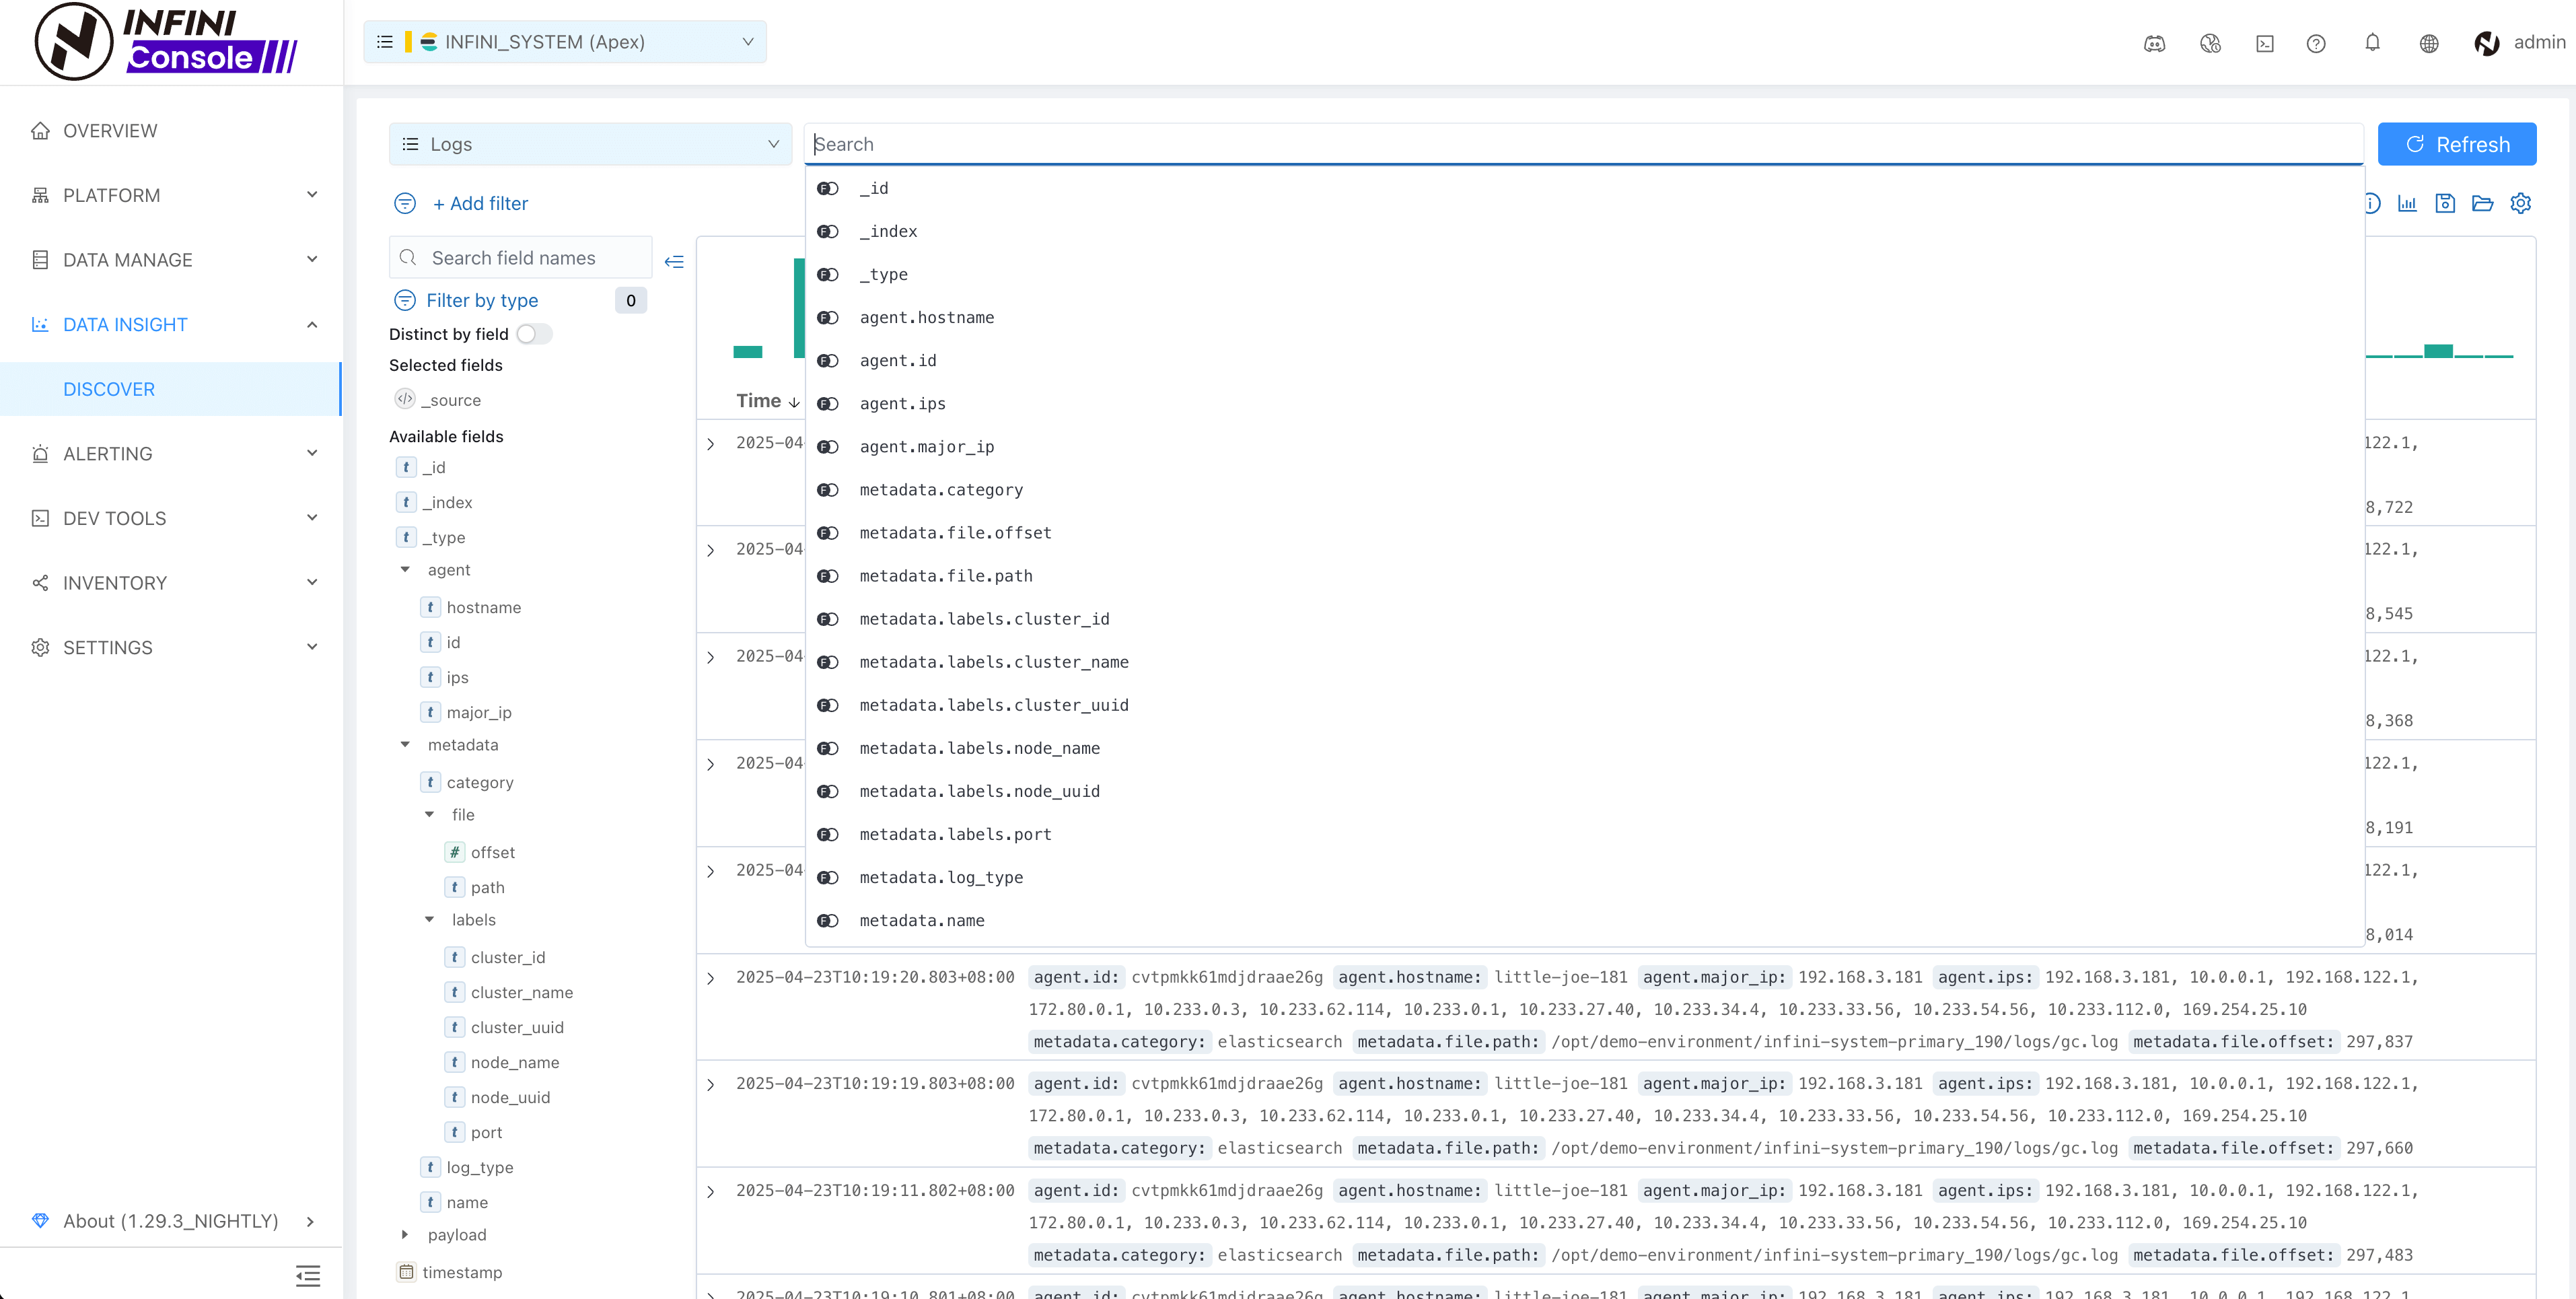 INFINI
Console
INFINI_SYSTEM (Apex)
admin
OVERVIEW
PLATFORM
DATA MANAGE
DATA INSIGHT
DISCOVER
ALERTING
DEV TOOLS
INVENTORY
SETTINGS
About (1.29.3_NIGHTLY)
Logs
Search
Refresh
+ Add filter
Search field names
Filter by type
0
Distinct by field
Selected fields
_source
Available fields
t _id
t _index
t _type
agent
t hostname
t id
t ips
t major_ip
metadata
t category
file
# offset
t path
labels
t cluster_id
t cluster_name
t cluster_uuid
t node_name
t node_uuid
t port
t log_type
t name
payload
timestamp
F _id
F _index
F _type
F agent.hostname
F agent.id
F agent.ips
F agent.major_ip
F metadata.category
F metadata.file.offset
F metadata.file.path
F metadata.labels.cluster_id
F metadata.labels.cluster_name
F metadata.labels.cluster_uuid
F metadata.labels.node_name
F metadata.labels.node_uuid
F metadata.labels.port
F metadata.log_type
F metadata.name
Time
2025-04- 122.1,
8,722
2025-04- 122.1,
8,545
2025-04- 122.1,
8,368
2025-04- 122.1,
8,191
2025-04- 122.1,
8,014
2025-04-23T10:19:20.803+08:00 agent.id: cvtpmkk61mdjdraae26g agent.hostname: little-joe-181 agent.major_ip: 192.168.3.181 agent.ips: 192.168.3.181, 10.0.0.1, 192.168.122.1,
172.80.0.1, 10.233.0.3, 10.233.62.114, 10.233.0.1, 10.233.27.40, 10.233.34.4, 10.233.33.56, 10.233.54.56, 10.233.112.0, 169.254.25.10
metadata.category: elasticsearch metadata.file.path: /opt/demo-environment/infini-system-primary_190/logs/gc.log metadata.file.offset: 297,837
2025-04-23T10:19:19.803+08:00 agent.id: cvtpmkk61mdjdraae26g agent.hostname: little-joe-181 agent.major_ip: 192.168.3.181 agent.ips: 192.168.3.181, 10.0.0.1, 192.168.122.1,
172.80.0.1, 10.233.0.3, 10.233.62.114, 10.233.0.1, 10.233.27.40, 10.233.34.4, 10.233.33.56, 10.233.54.56, 10.233.112.0, 169.254.25.10
metadata.category: elasticsearch metadata.file.path: /opt/demo-environment/infini-system-primary_190/logs/gc.log metadata.file.offset: 297,660
2025-04-23T10:19:11.802+08:00 agent.id: cvtpmkk61mdjdraae26g agent.hostname: little-joe-181 agent.major_ip: 192.168.3.181 agent.ips: 192.168.3.181, 10.0.0.1, 192.168.122.1,
172.80.0.1, 10.233.0.3, 10.233.62.114, 10.233.0.1, 10.233.27.40, 10.233.34.4, 10.233.33.56, 10.233.54.56, 10.233.112.0, 169.254.25.10
metadata.category: elasticsearch metadata.file.path: /opt/demo-environment/infini-system-primary_190/logs/gc.log metadata.file.offset: 297,483
2025-04-23T10:19:10.801+08:00 agent.id: cvtpmkk61mdjdraae26g agent.hostname: little-joe-181 agent.major_ip: 192.168.3.181 agent.ips: 192.168.3.181, 10.0.0.1, 192.168.122.1